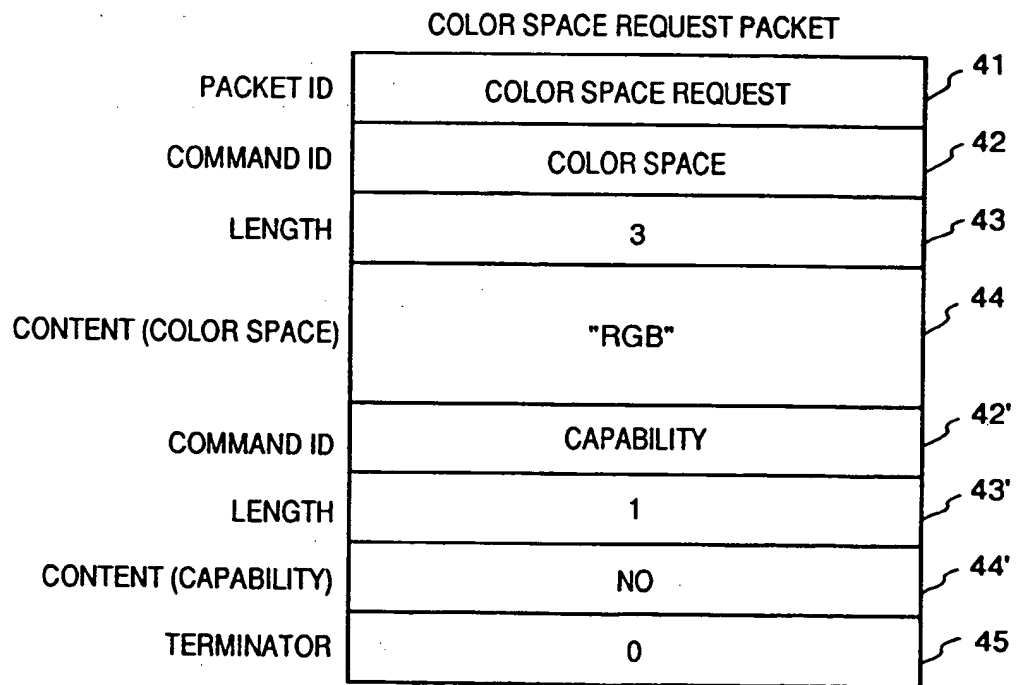 COLOR SPACE REQUEST PACKET
PACKET ID COLOR SPACE REQUEST 41
COMMAND ID COLOR SPACE 42
LENGTH 3 43
CONTENT (COLOR SPACE) "RGB" 44
COMMAND ID CAPABILITY 42'
LENGTH 1 43'
CONTENT (CAPABILITY) NO 44'
TERMINATOR 0 45